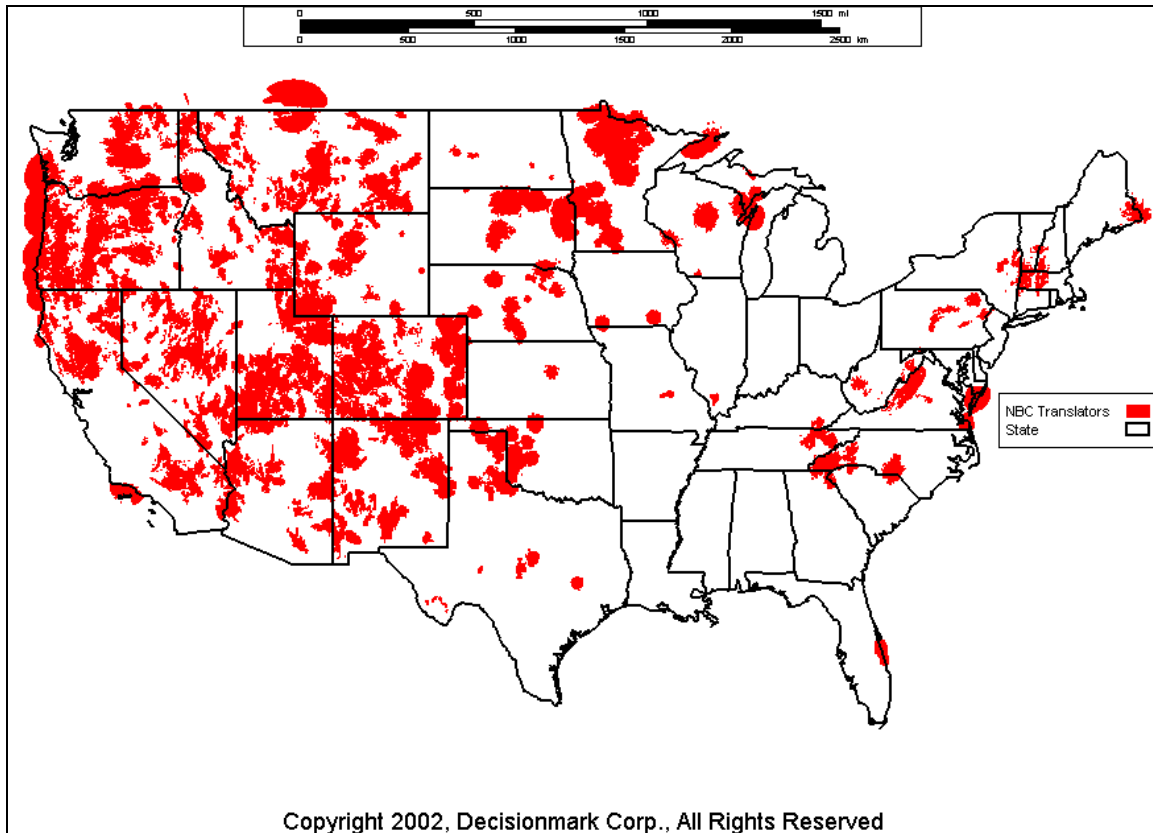 0 500 1000 1500 mi
0 500 1000 1500 2000 2500 km
NBC Translators
State
Copyright 2002, Decisionmark Corp., All Rights Reserved